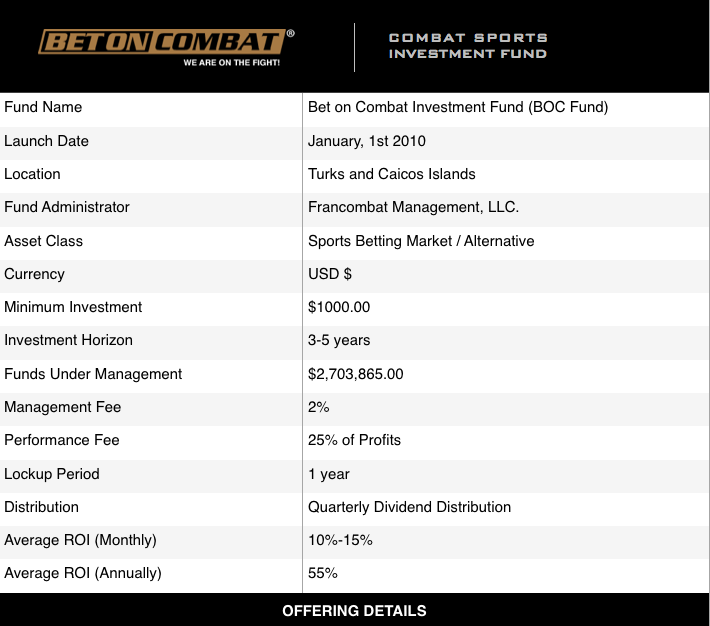 BET ON COMBAT®
WE ARE ON THE FIGHT!
COMBAT SPORTS
INVESTMENT FUND
Fund Name Bet on Combat Investment Fund (BOC Fund)
Launch Date January, 1st 2010
Location Turks and Caicos Islands
Fund Administrator Francombat Management, LLC.
Asset Class Sports Betting Market / Alternative
Currency USD $
Minimum Investment $1000.00
Investment Horizon 3-5 years
Funds Under Management $2,703,865.00
Management Fee 2%
Performance Fee 25% of Profits
Lockup Period 1 year
Distribution Quarterly Dividend Distribution
Average ROI (Monthly) 10%-15%
Average ROI (Annually) 55%
OFFERING DETAILS